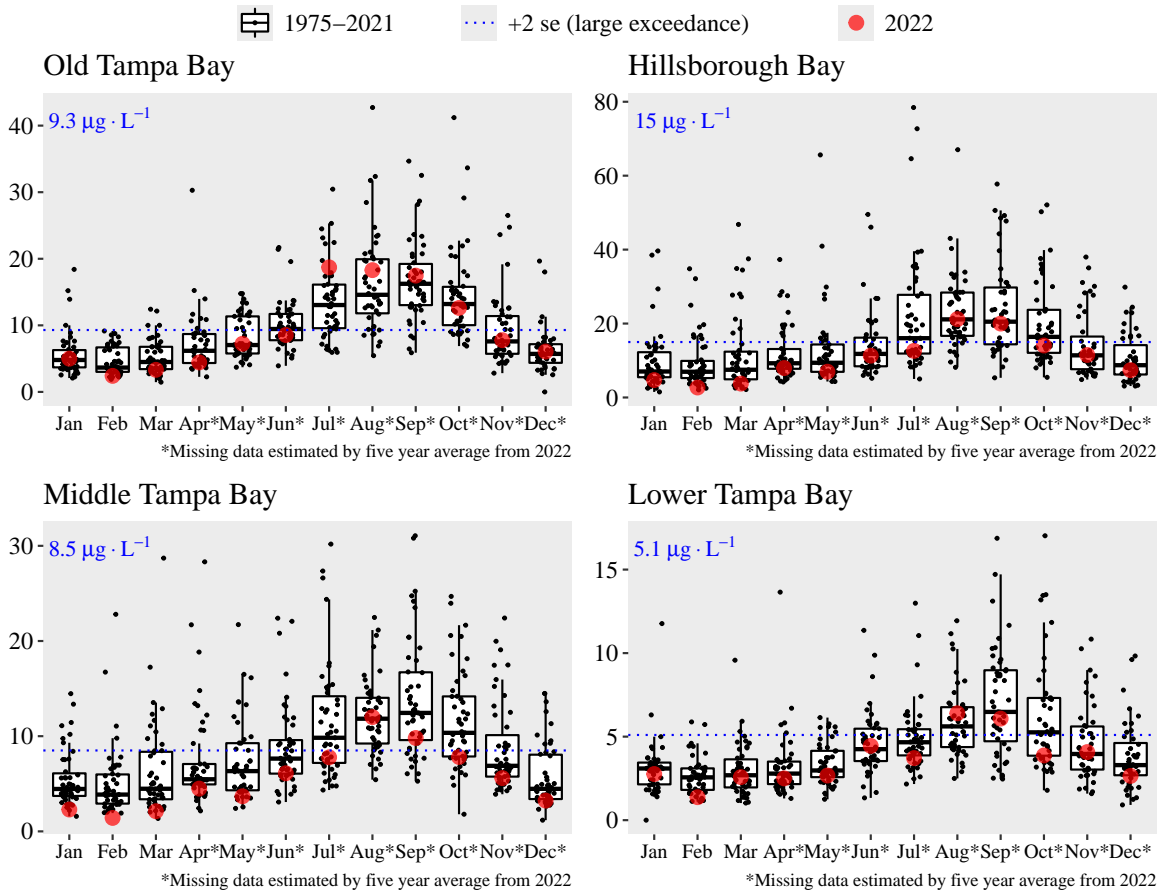 1975–2021 +2 se (large exceedance) 2022
Old Tampa Bay
9.3 μg · L⁻¹
40
30
20
10
0
Jan Feb Mar Apr* May* Jun* Jul* Aug* Sep* Oct* Nov* Dec*
*Missing data estimated by five year average from 2022
Hillsborough Bay
15 μg · L⁻¹
80
60
40
20
0
Jan Feb Mar Apr* May* Jun* Jul* Aug* Sep* Oct* Nov* Dec*
*Missing data estimated by five year average from 2022
Middle Tampa Bay
8.5 μg · L⁻¹
30
20
10
0
Jan Feb Mar Apr* May* Jun* Jul* Aug* Sep* Oct* Nov* Dec*
*Missing data estimated by five year average from 2022
Lower Tampa Bay
5.1 μg · L⁻¹
15
10
5
0
Jan Feb Mar Apr* May* Jun* Jul* Aug* Sep* Oct* Nov* Dec*
*Missing data estimated by five year average from 2022